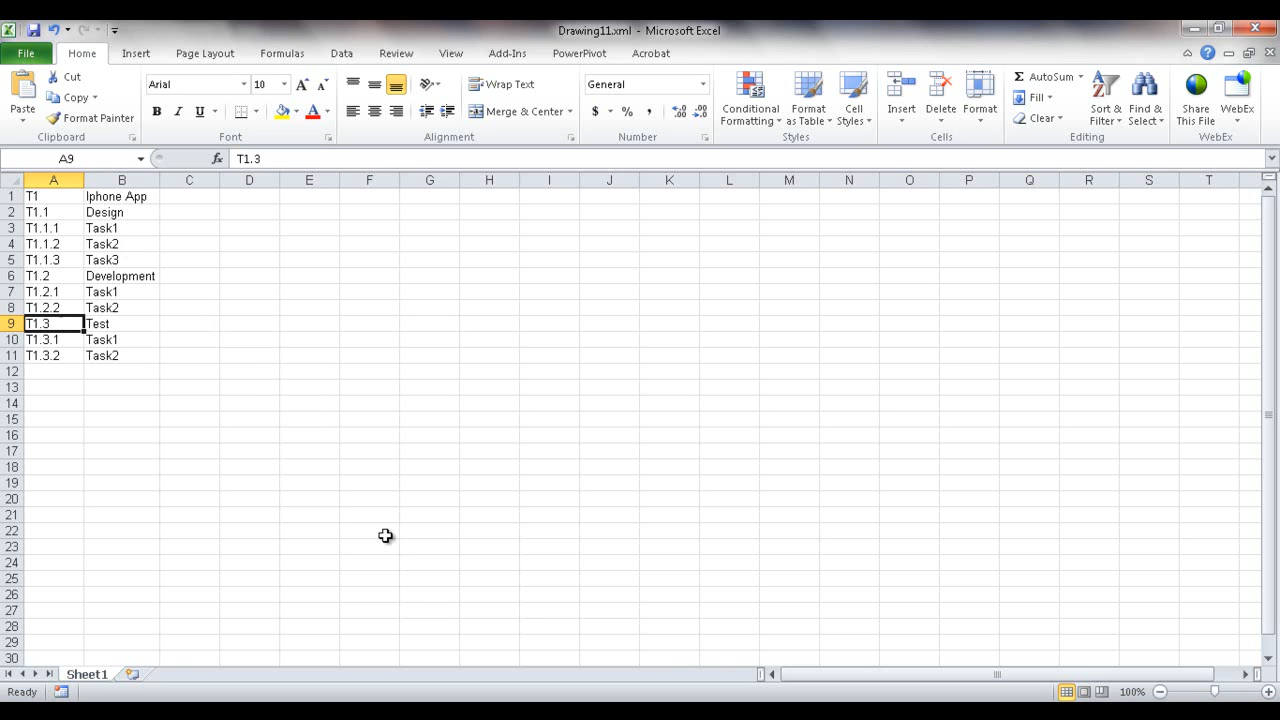 Drawing11.xml - Microsoft Excel
File Home Insert Page Layout Formulas Data Review View Add-Ins PowerPivot Acrobat
Paste
Cut
Copy
Format Painter
Clipboard
Arial 10
B I U
Font
Wrap Text
Merge & Center
Alignment
General
$ % ,
Number
Conditional Formatting
Format as Table
Cell Styles
Styles
Insert
Delete
Format
Cells
AutoSum
Fill
Clear
Sort & Filter
Find & Select
Editing
Share This File
WebEx
WebEx
A9 fx T1.3
A B C D E F G H I J K L M N O P Q R S T
1 T1 Iphone App
2 T1.1 Design
3 T1.1.1 Task1
4 T1.1.2 Task2
5 T1.1.3 Task3
6 T1.2 Development
7 T1.2.1 Task1
8 T1.2.2 Task2
9 T1.3 Test
10 T1.3.1 Task1
11 T1.3.2 Task2
12
13
14
15
16
17
18
19
20
21
22
23
24
25
26
27
28
29
30
Sheet1
Ready 100%